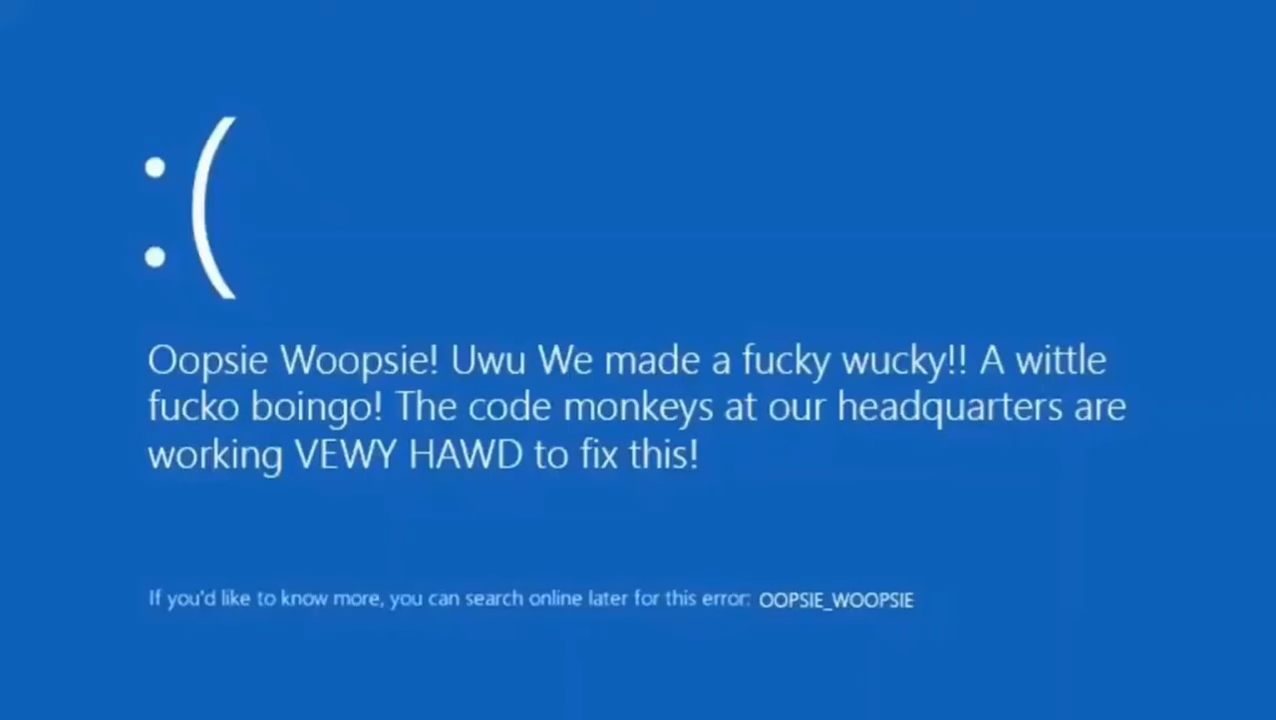 :(
Oopsie Woopsie! Uwu We made a fucky wucky!! A wittle
fucko boingo! The code monkeys at our headquarters are
working VEWY HAWD to fix this!
If you'd like to know more, you can search online later for this error: OOPSIE_WOOPSIE